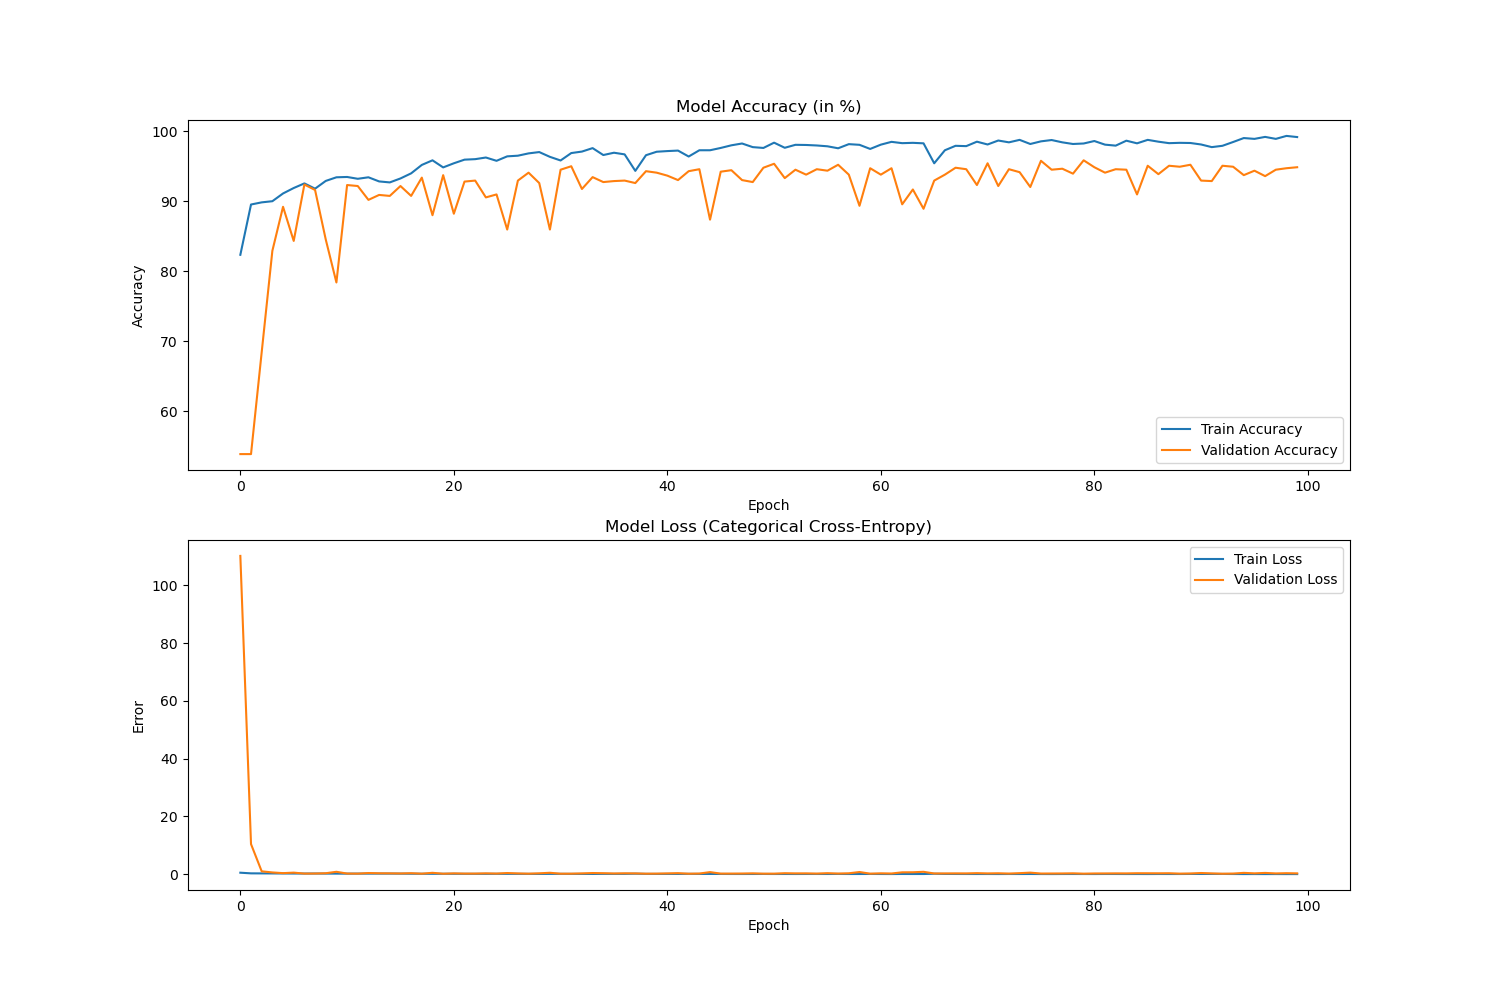 Model Accuracy (in %)
100
90
80
70
60
Accuracy
Train Accuracy
Validation Accuracy
0 20 40 60 80 100
Epoch
Model Loss (Categorical Cross-Entropy)
Train Loss
Validation Loss
100
80
60
40
20
0
Error
0 20 40 60 80 100
Epoch